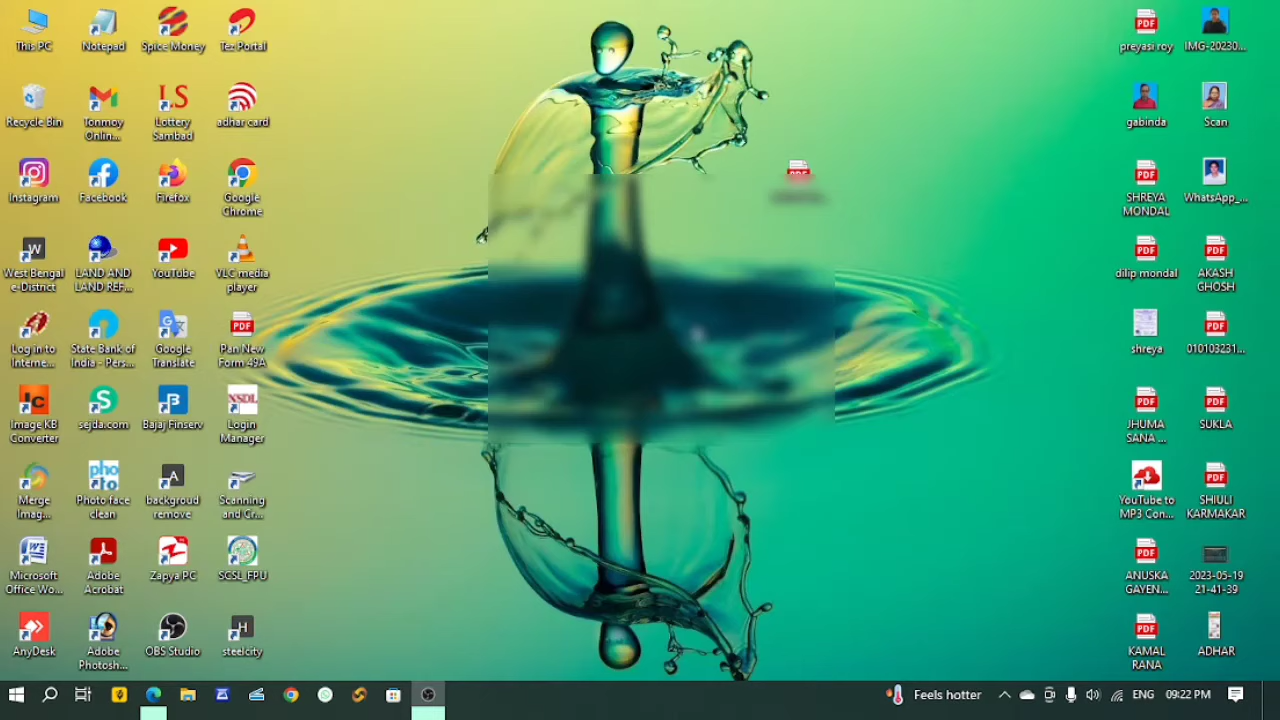 This PC
Notepad
Spice Money
Tez Portal
preyasi roy
IMG-20230...
Recycle Bin
Tonmoy
Onlin...
Lottery
Sambad
adhar card
gabinda
Scan
Instagram
Facebook
Firefox
Google
Chrome
SHREYA
MONDAL
WhatsApp_...
West Bengal
e-District
LAND AND
LAND REF...
YouTube
VLC media
player
dilip mondal
AKASH
GHOSH
Log in to
Interne...
State Bank of
India - Pers...
Google
Translate
Pan New
Form 49A
shreya
010103231...
Image KB
Converter
sejda.com
Bajaj Finserv
Login
Manager
JHUMA
SANA ...
SUKLA
Merge
Imag...
Photo face
clean
backgroud
remove
Scanning
and Cr...
YouTube to
MP3 Con...
SHIULI
KARMAKAR
Microsoft
Office Wo...
Adobe
Acrobat
Zapya PC
SCSL_FPU
ANUSKA
GAYEN...
2023-05-19
21-41-39
AnyDesk
Adobe
Photosh...
OBS Studio
steelcity
KAMAL
RANA
ADHAR
Feels hotter
ENG
09:22 PM